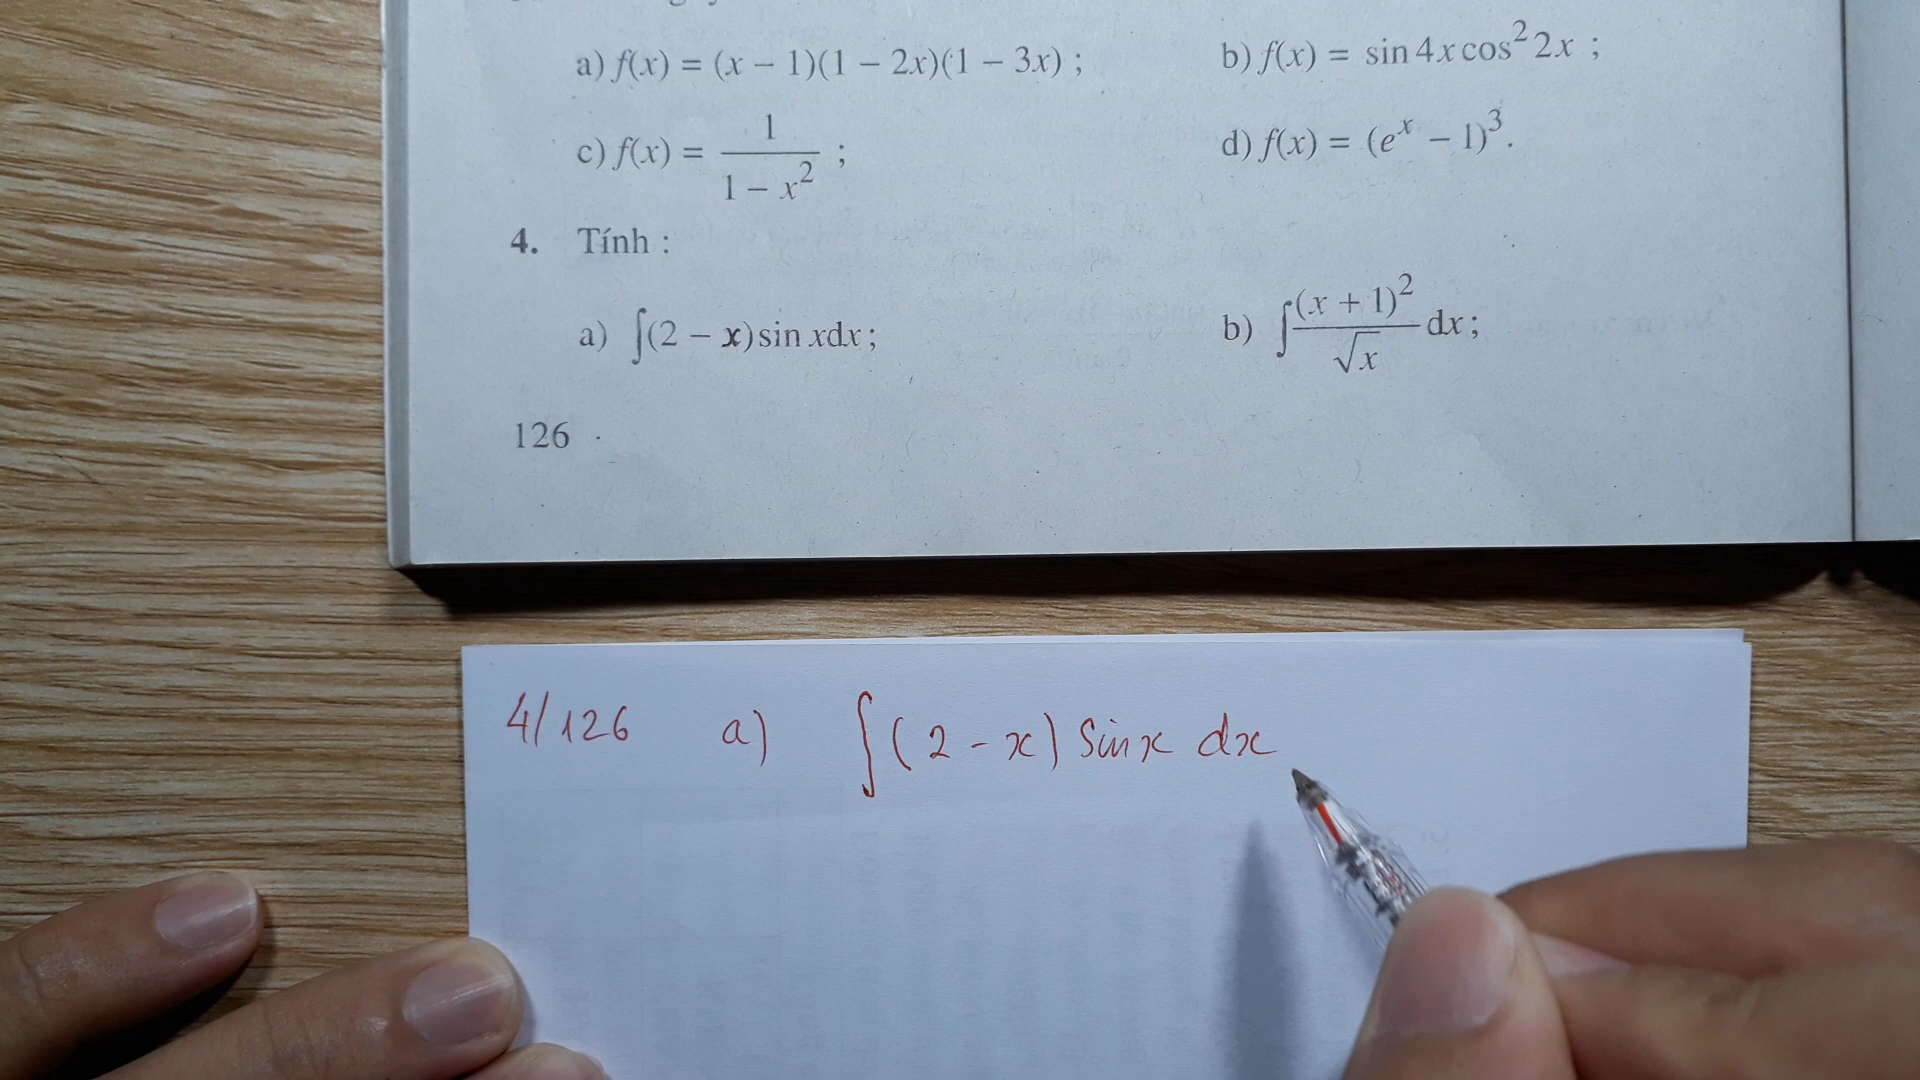 a) f(x) = (x − 1)(1 − 2x)(1 − 3x) ; b) f(x) = sin 4x cos² 2x ;
c) f(x) = 1 / (1 − x²) ; d) f(x) = (eˣ − 1)³.
4. Tính :
a) ∫(2 − x) sin xdx ; b) ∫ (x + 1)² / √x dx ;
126
4/126 a) ∫(2 - x) sin x dx